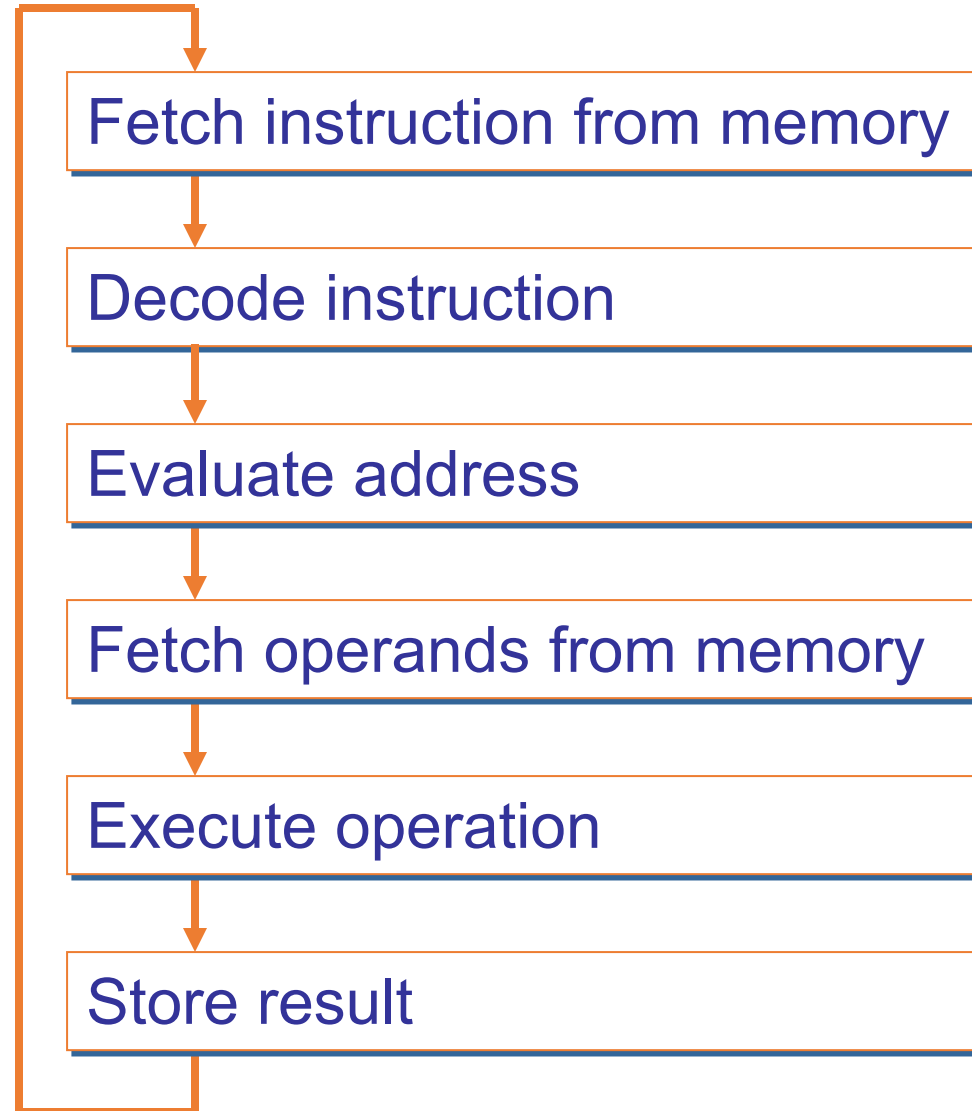 Fetch instruction from memory
Decode instruction
Evaluate address
Fetch operands from memory
Execute operation
Store result